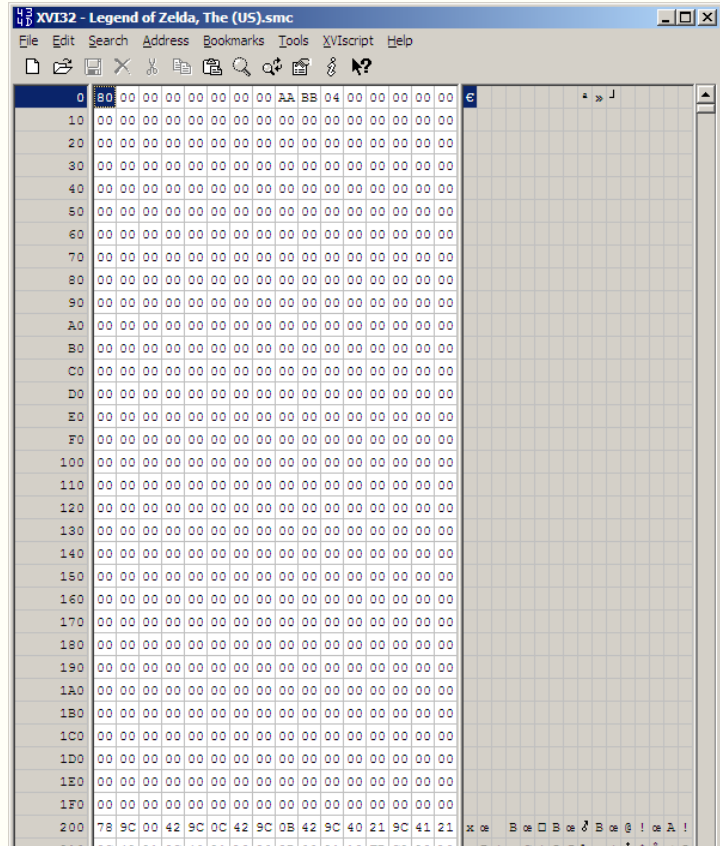 XVI32 - Legend of Zelda, The (US).smc
File Edit Search Address Bookmarks Tools XVIscript Help
0 80 00 00 00 00 00 00 00 AA BB 04 00 00 00 00 00 € ª » ┘
10 00 00 00 00 00 00 00 00 00 00 00 00 00 00 00 00
20 00 00 00 00 00 00 00 00 00 00 00 00 00 00 00 00
30 00 00 00 00 00 00 00 00 00 00 00 00 00 00 00 00
40 00 00 00 00 00 00 00 00 00 00 00 00 00 00 00 00
50 00 00 00 00 00 00 00 00 00 00 00 00 00 00 00 00
60 00 00 00 00 00 00 00 00 00 00 00 00 00 00 00 00
70 00 00 00 00 00 00 00 00 00 00 00 00 00 00 00 00
80 00 00 00 00 00 00 00 00 00 00 00 00 00 00 00 00
90 00 00 00 00 00 00 00 00 00 00 00 00 00 00 00 00
A0 00 00 00 00 00 00 00 00 00 00 00 00 00 00 00 00
B0 00 00 00 00 00 00 00 00 00 00 00 00 00 00 00 00
C0 00 00 00 00 00 00 00 00 00 00 00 00 00 00 00 00
D0 00 00 00 00 00 00 00 00 00 00 00 00 00 00 00 00
E0 00 00 00 00 00 00 00 00 00 00 00 00 00 00 00 00
F0 00 00 00 00 00 00 00 00 00 00 00 00 00 00 00 00
100 00 00 00 00 00 00 00 00 00 00 00 00 00 00 00 00
110 00 00 00 00 00 00 00 00 00 00 00 00 00 00 00 00
120 00 00 00 00 00 00 00 00 00 00 00 00 00 00 00 00
130 00 00 00 00 00 00 00 00 00 00 00 00 00 00 00 00
140 00 00 00 00 00 00 00 00 00 00 00 00 00 00 00 00
150 00 00 00 00 00 00 00 00 00 00 00 00 00 00 00 00
160 00 00 00 00 00 00 00 00 00 00 00 00 00 00 00 00
170 00 00 00 00 00 00 00 00 00 00 00 00 00 00 00 00
180 00 00 00 00 00 00 00 00 00 00 00 00 00 00 00 00
190 00 00 00 00 00 00 00 00 00 00 00 00 00 00 00 00
1A0 00 00 00 00 00 00 00 00 00 00 00 00 00 00 00 00
1B0 00 00 00 00 00 00 00 00 00 00 00 00 00 00 00 00
1C0 00 00 00 00 00 00 00 00 00 00 00 00 00 00 00 00
1D0 00 00 00 00 00 00 00 00 00 00 00 00 00 00 00 00
1E0 00 00 00 00 00 00 00 00 00 00 00 00 00 00 00 00
1F0 00 00 00 00 00 00 00 00 00 00 00 00 00 00 00 00
200 78 9C 00 42 9C 0C 42 9C 0B 42 9C 40 21 9C 41 21 x œ B œ □ B œ ♂ B œ @ ! œ A !